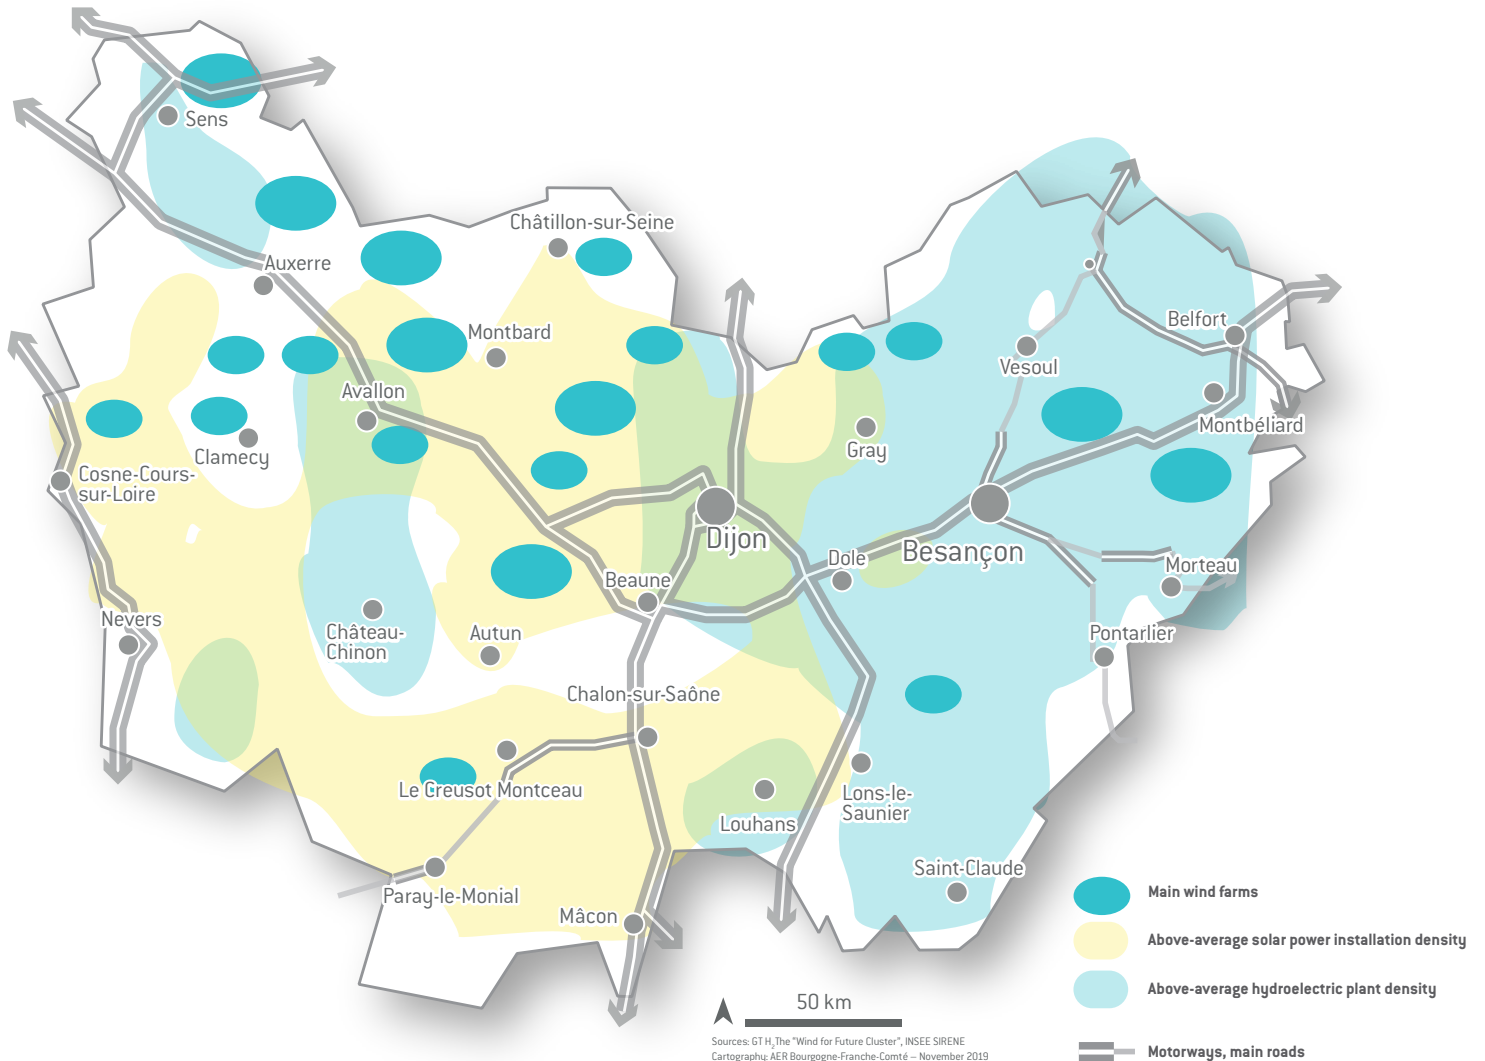 Sens
Châtillon-sur-Seine
Auxerre
Montbard
Belfort
Vesoul
Avallon
Montbéliard
Gray
Clamecy
Cosne-Cours-
sur-Loire
Dijon
Besançon
Dole
Morteau
Beaune
Nevers
Château-
Chinon
Autun
Pontarlier
Chalon-sur-Saône
Le Creusot Montceau
Lons-le-
Saunier
Louhans
Saint-Claude
Paray-le-Monial
Mâcon
Main wind farms
Above-average solar power installation density
Above-average hydroelectric plant density
Motorways, main roads
50 km
Sources: GT H2The "Wind for Future Cluster", INSEE SIRENE
Cartography: AER Bourgogne-Franche-Comté – November 2019